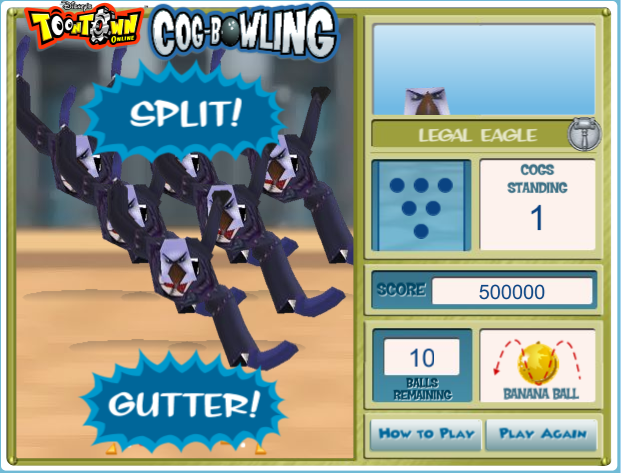 Disney's
TOONTOWN
ONLINE
COG-BOWLING
SPLIT!
GUTTER!
LEGAL EAGLE
COGS
STANDING
1
SCORE 500000
10
BALLS
REMAINING
BANANA BALL
HOW TO PLAY
PLAY AGAIN